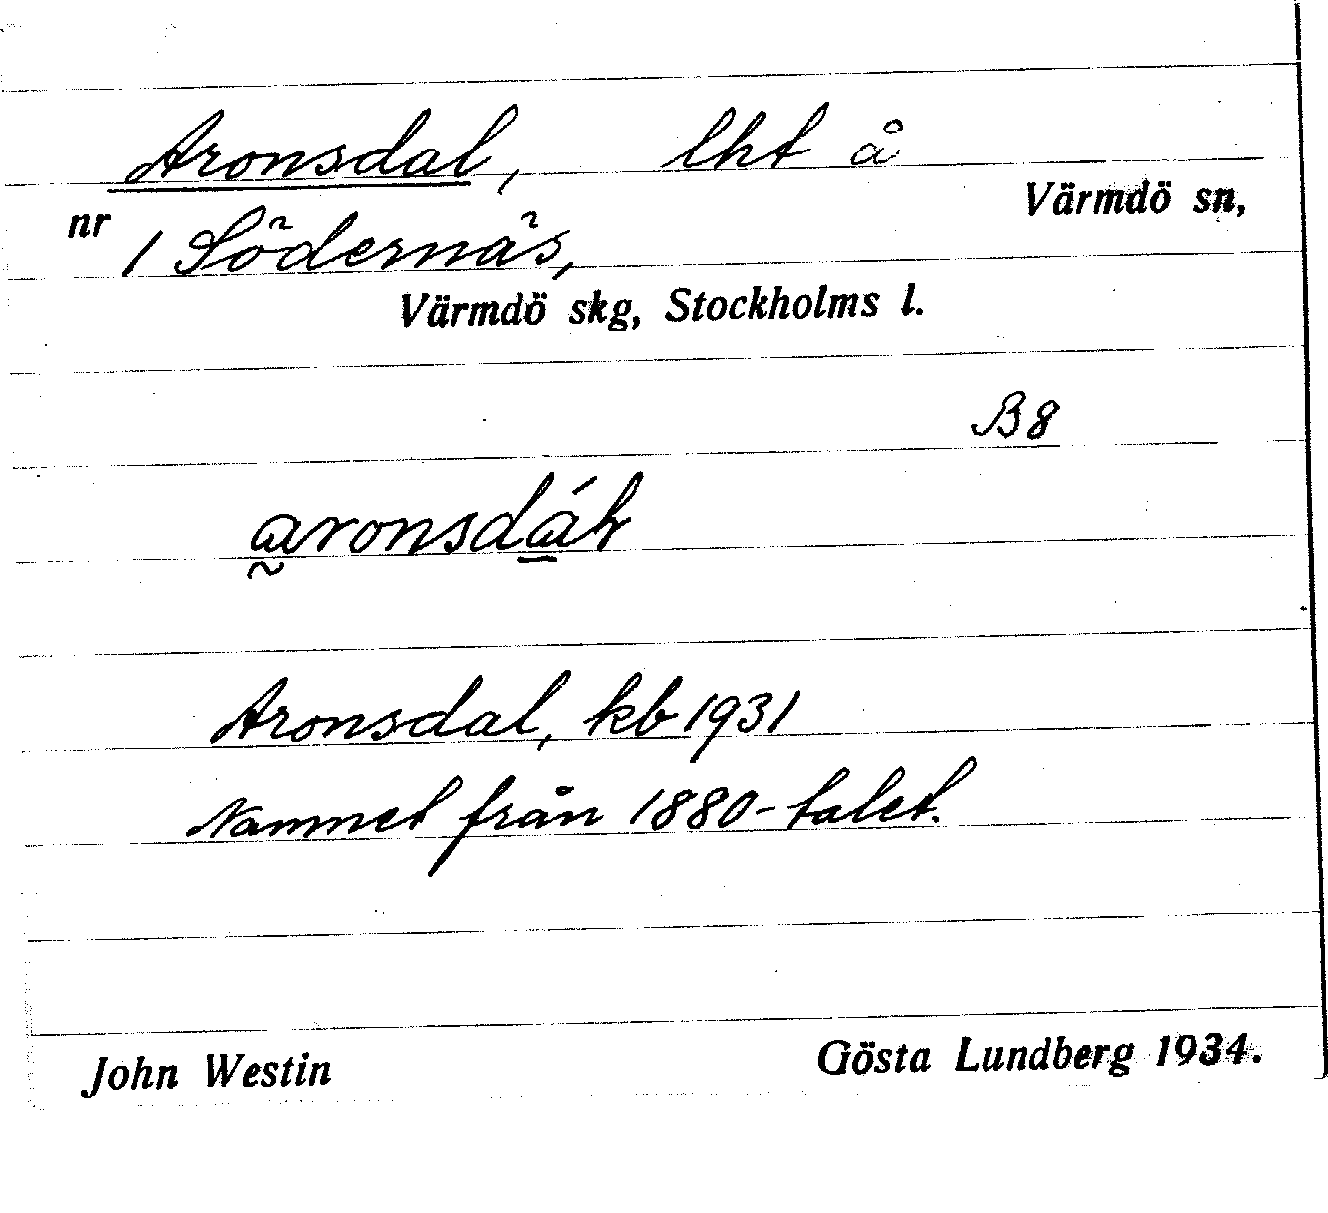 Aronsdal, lht å
Värmdö sn,
nr 1 Södernäs,
Värmdö skg, Stockholms l.
B8
Aronsdal, kb 1931
Namnet från 1880-talet.
John Westin Gösta Lundberg 1934.